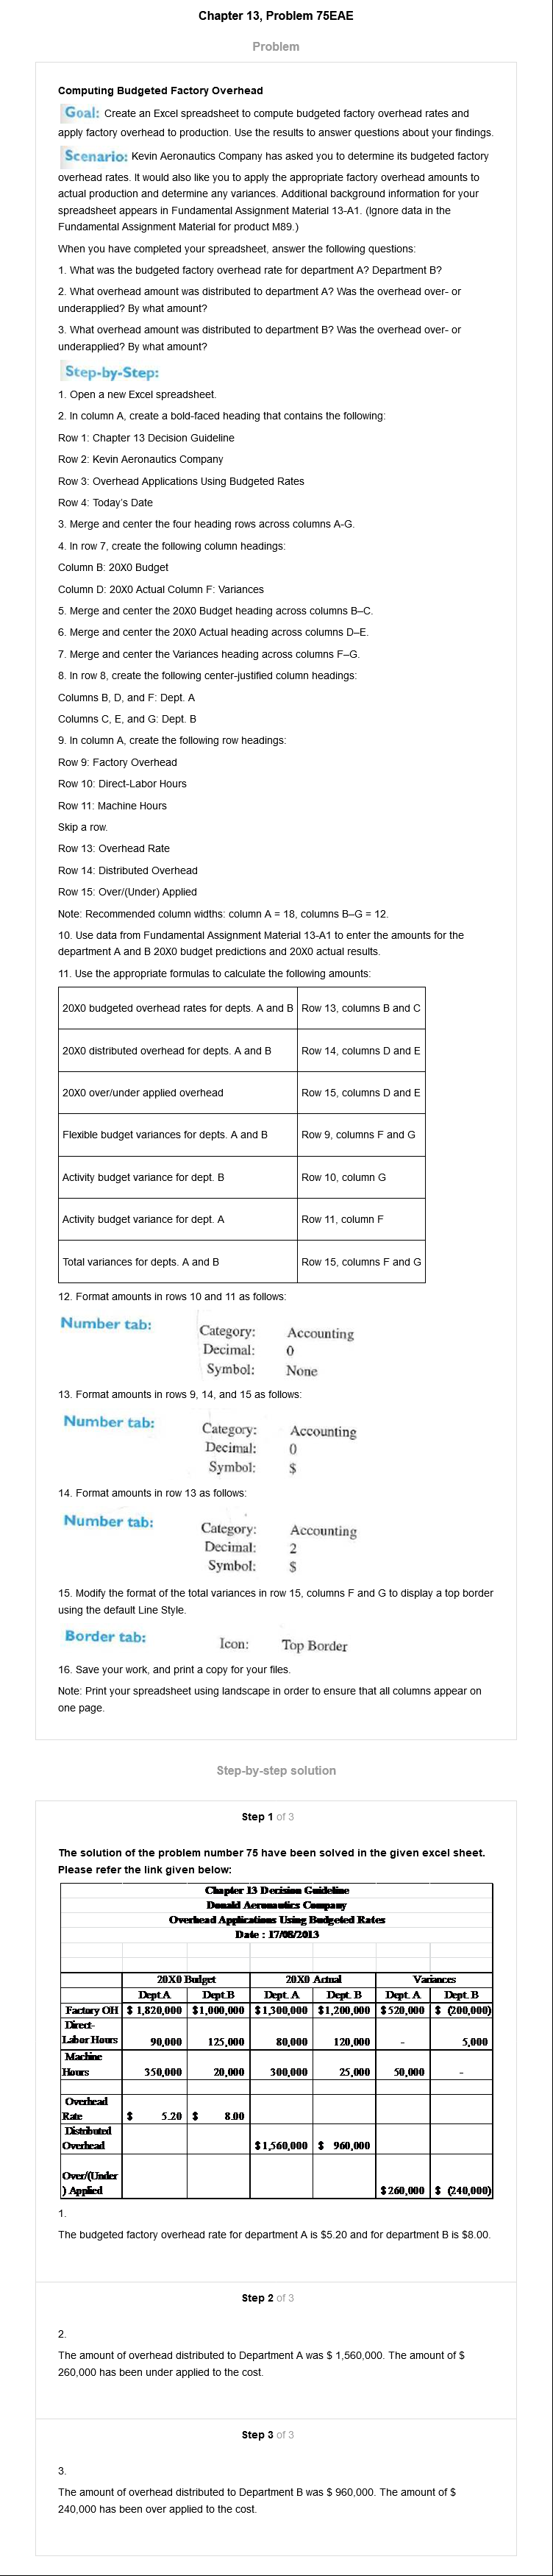 Chapter 13, Problem 75EAE
Problem
Computing Budgeted Factory Overhead
Goal: Create an Excel spreadsheet to compute budgeted factory overhead rates and
apply factory overhead to production. Use the results to answer questions about your findings.
Scenario: Kevin Aeronautics Company has asked you to determine its budgeted factory
overhead rates. It would also like you to apply the appropriate factory overhead amounts to
actual production and determine any variances. Additional background information for your
spreadsheet appears in Fundamental Assignment Material 13-A1. (Ignore data in the
Fundamental Assignment Material for product M89.)
When you have completed your spreadsheet, answer the following questions:
1. What was the budgeted factory overhead rate for department A? Department B?
2. What overhead amount was distributed to department A? Was the overhead over- or
underapplied? By what amount?
3. What overhead amount was distributed to department B? Was the overhead over- or
underapplied? By what amount?
Step-by-Step:
1. Open a new Excel spreadsheet.
2. In column A, create a bold-faced heading that contains the following:
Row 1: Chapter 13 Decision Guideline
Row 2: Kevin Aeronautics Company
Row 3: Overhead Applications Using Budgeted Rates
Row 4: Today's Date
3. Merge and center the four heading rows across columns A-G.
4. In row 7, create the following column headings:
Column B: 20X0 Budget
Column D: 20X0 Actual Column F: Variances
5. Merge and center the 20X0 Budget heading across columns B–C.
6. Merge and center the 20X0 Actual heading across columns D–E.
7. Merge and center the Variances heading across columns F–G.
8. In row 8, create the following center-justified column headings:
Columns B, D, and F: Dept. A
Columns C, E, and G: Dept. B
9. In column A, create the following row headings:
Row 9: Factory Overhead
Row 10: Direct-Labor Hours
Row 11: Machine Hours
Skip a row.
Row 13: Overhead Rate
Row 14: Distributed Overhead
Row 15: Over/(Under) Applied
Note: Recommended column widths: column A = 18, columns B–G = 12.
10. Use data from Fundamental Assignment Material 13-A1 to enter the amounts for the
department A and B 20X0 budget predictions and 20X0 actual results.
11. Use the appropriate formulas to calculate the following amounts:
20X0 budgeted overhead rates for depts. A and B Row 13, columns B and C
20X0 distributed overhead for depts. A and B Row 14, columns D and E
20X0 over/under applied overhead Row 15, columns D and E
Flexible budget variances for depts. A and B Row 9, columns F and G
Activity budget variance for dept. B Row 10, column G
Activity budget variance for dept. A Row 11, column F
Total variances for depts. A and B Row 15, columns F and G
12. Format amounts in rows 10 and 11 as follows:
Number tab: Category: Accounting
Decimal: 0
Symbol: None
13. Format amounts in rows 9, 14, and 15 as follows:
Number tab: Category: Accounting
Decimal: 0
Symbol: $
14. Format amounts in row 13 as follows:
Number tab: Category: Accounting
Decimal: 2
Symbol: $
15. Modify the format of the total variances in row 15, columns F and G to display a top border
using the default Line Style.
Border tab: Icon: Top Border
16. Save your work, and print a copy for your files.
Note: Print your spreadsheet using landscape in order to ensure that all columns appear on
one page.
Step-by-step solution
Step 1 of 3
The solution of the problem number 75 have been solved in the given excel sheet.
Please refer the link given below:
Chapter 13 Decision Guideline
Donald Aeronautics Company
Overhead Applications Using Budgeted Rates
Date : 17/08/2013
20X0 Budget 20X0 Actual Variances
Dept.A Dept.B Dept. A Dept. B Dept. A Dept. B
Factory OH $ 1,820,000 $1,000,000 $1,300,000 $1,200,000 $520,000 $ (200,000)
Direct-
Labor Hours 90,000 125,000 80,000 120,000 - 5,000
Machine
Hours 350,000 20,000 300,000 25,000 50,000 -
Overhead
Rate $ 5.20 $ 8.00
Distributed
Overhead $1,560,000 $ 960,000
Over/(Under
) Applied $260,000 $ (240,000)
1.
The budgeted factory overhead rate for department A is $5.20 and for department B is $8.00.
Step 2 of 3
2.
The amount of overhead distributed to Department A was $ 1,560,000. The amount of $
260,000 has been under applied to the cost.
Step 3 of 3
3.
The amount of overhead distributed to Department B was $ 960,000. The amount of $
240,000 has been over applied to the cost.